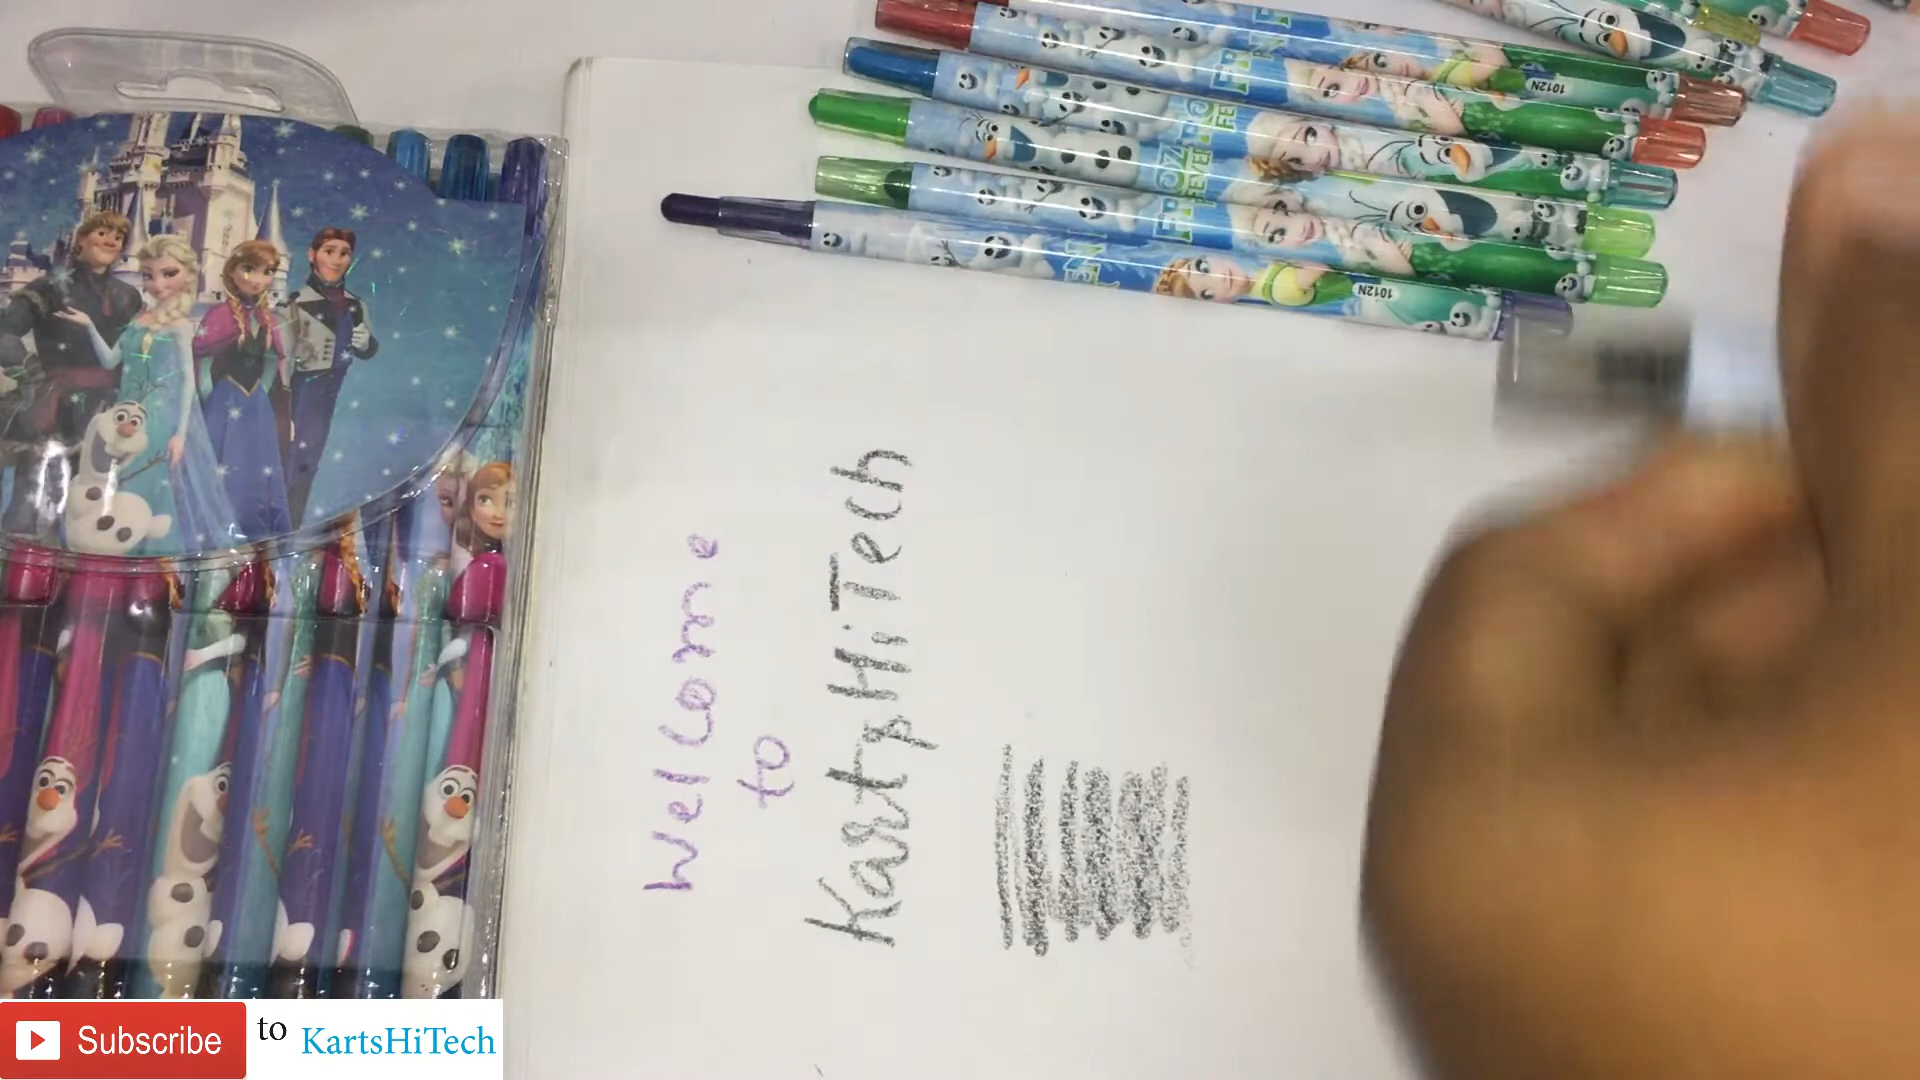 Welcome
to
KartsHiTech
1012N
1012N
Subscribe to KartsHiTech